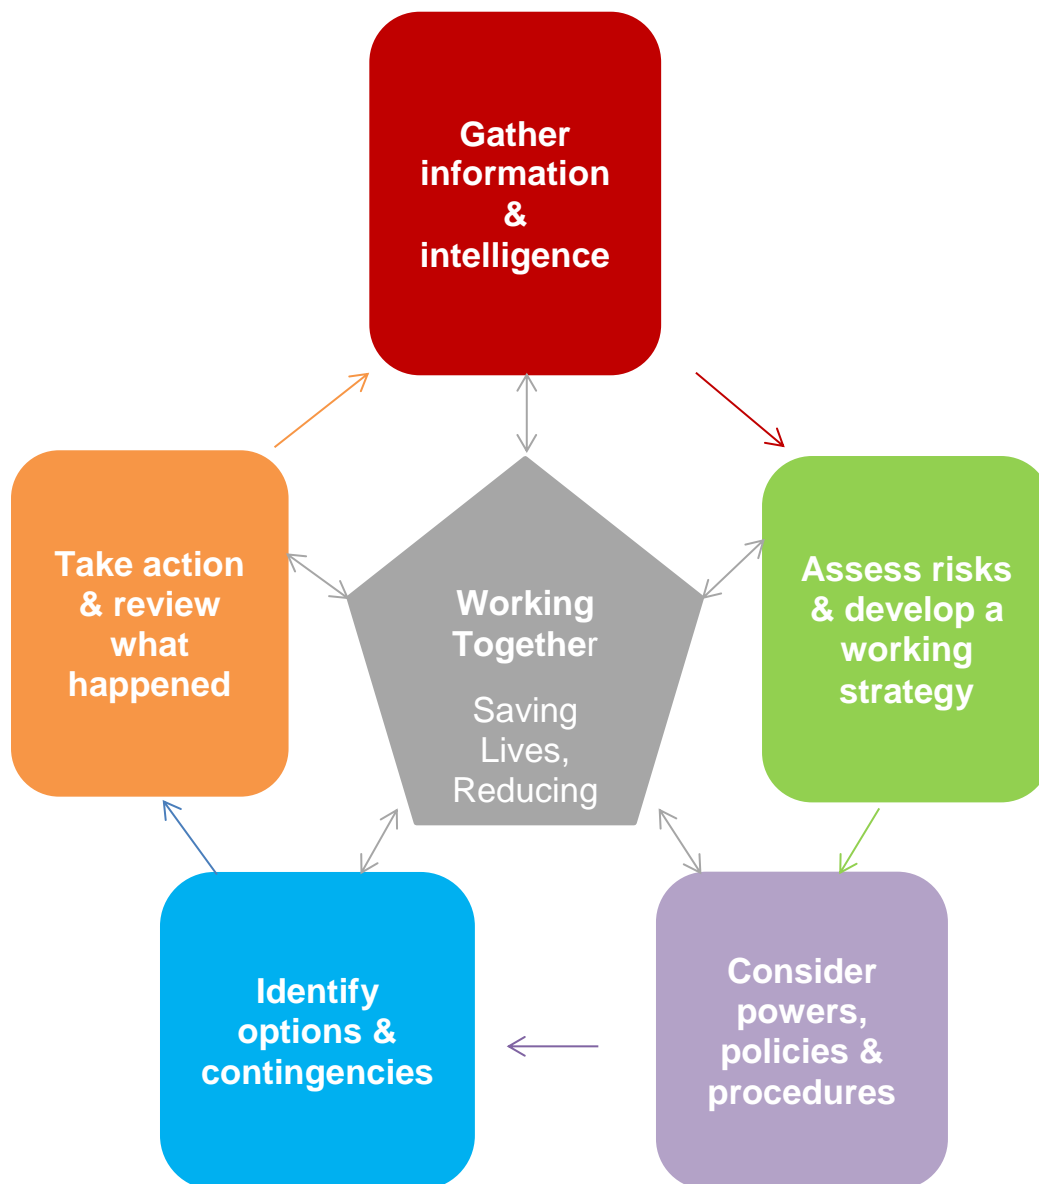 Gather
information
&
intelligence
Take action
& review
what
happened
Working
Together
Saving
Lives,
Reducing
Assess risks
& develop a
working
strategy
Identify
options &
contingencies
Consider
powers,
policies &
procedures